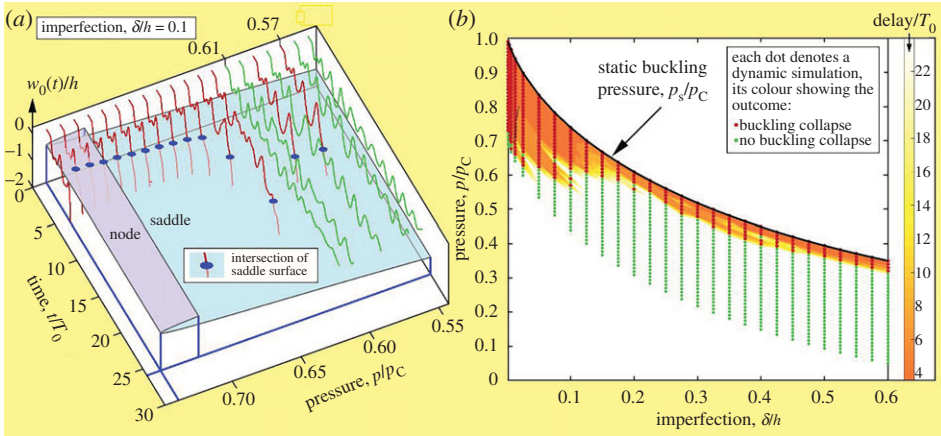 (a)
imperfection, δ/h = 0.1
0.61
0.57
w0(t)/h
0
−1
−2
0
5
10
15
20
25
30
time, t/T0
node
saddle
intersection of
saddle surface
0.70
0.65
0.60
0.55
pressure, p/pC
(b)
delay/T0
1.0
0.9
0.8
0.7
0.6
0.5
0.4
0.3
0.2
0.1
0
pressure, p/pC
static buckling
pressure, ps/pC
each dot denotes a
dynamic simulation,
its colour showing the
outcome:
buckling collapse
no buckling collapse
0.1
0.2
0.3
0.4
0.5
0.6
imperfection, δ/h
22
20
18
16
14
12
10
8
6
4